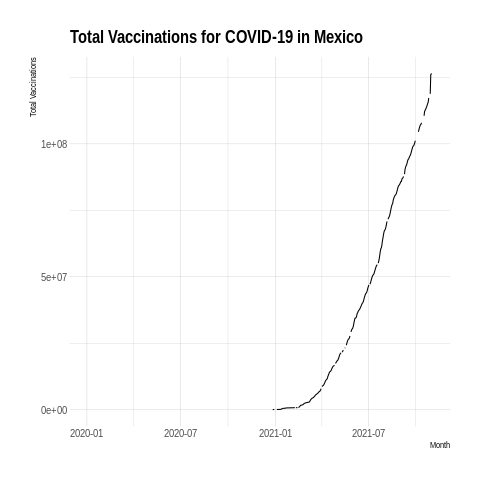 Total Vaccinations for COVID-19 in Mexico
Total Vaccinations
1e+08
5e+07
0e+00
2020-01 2020-07 2021-01 2021-07
Month